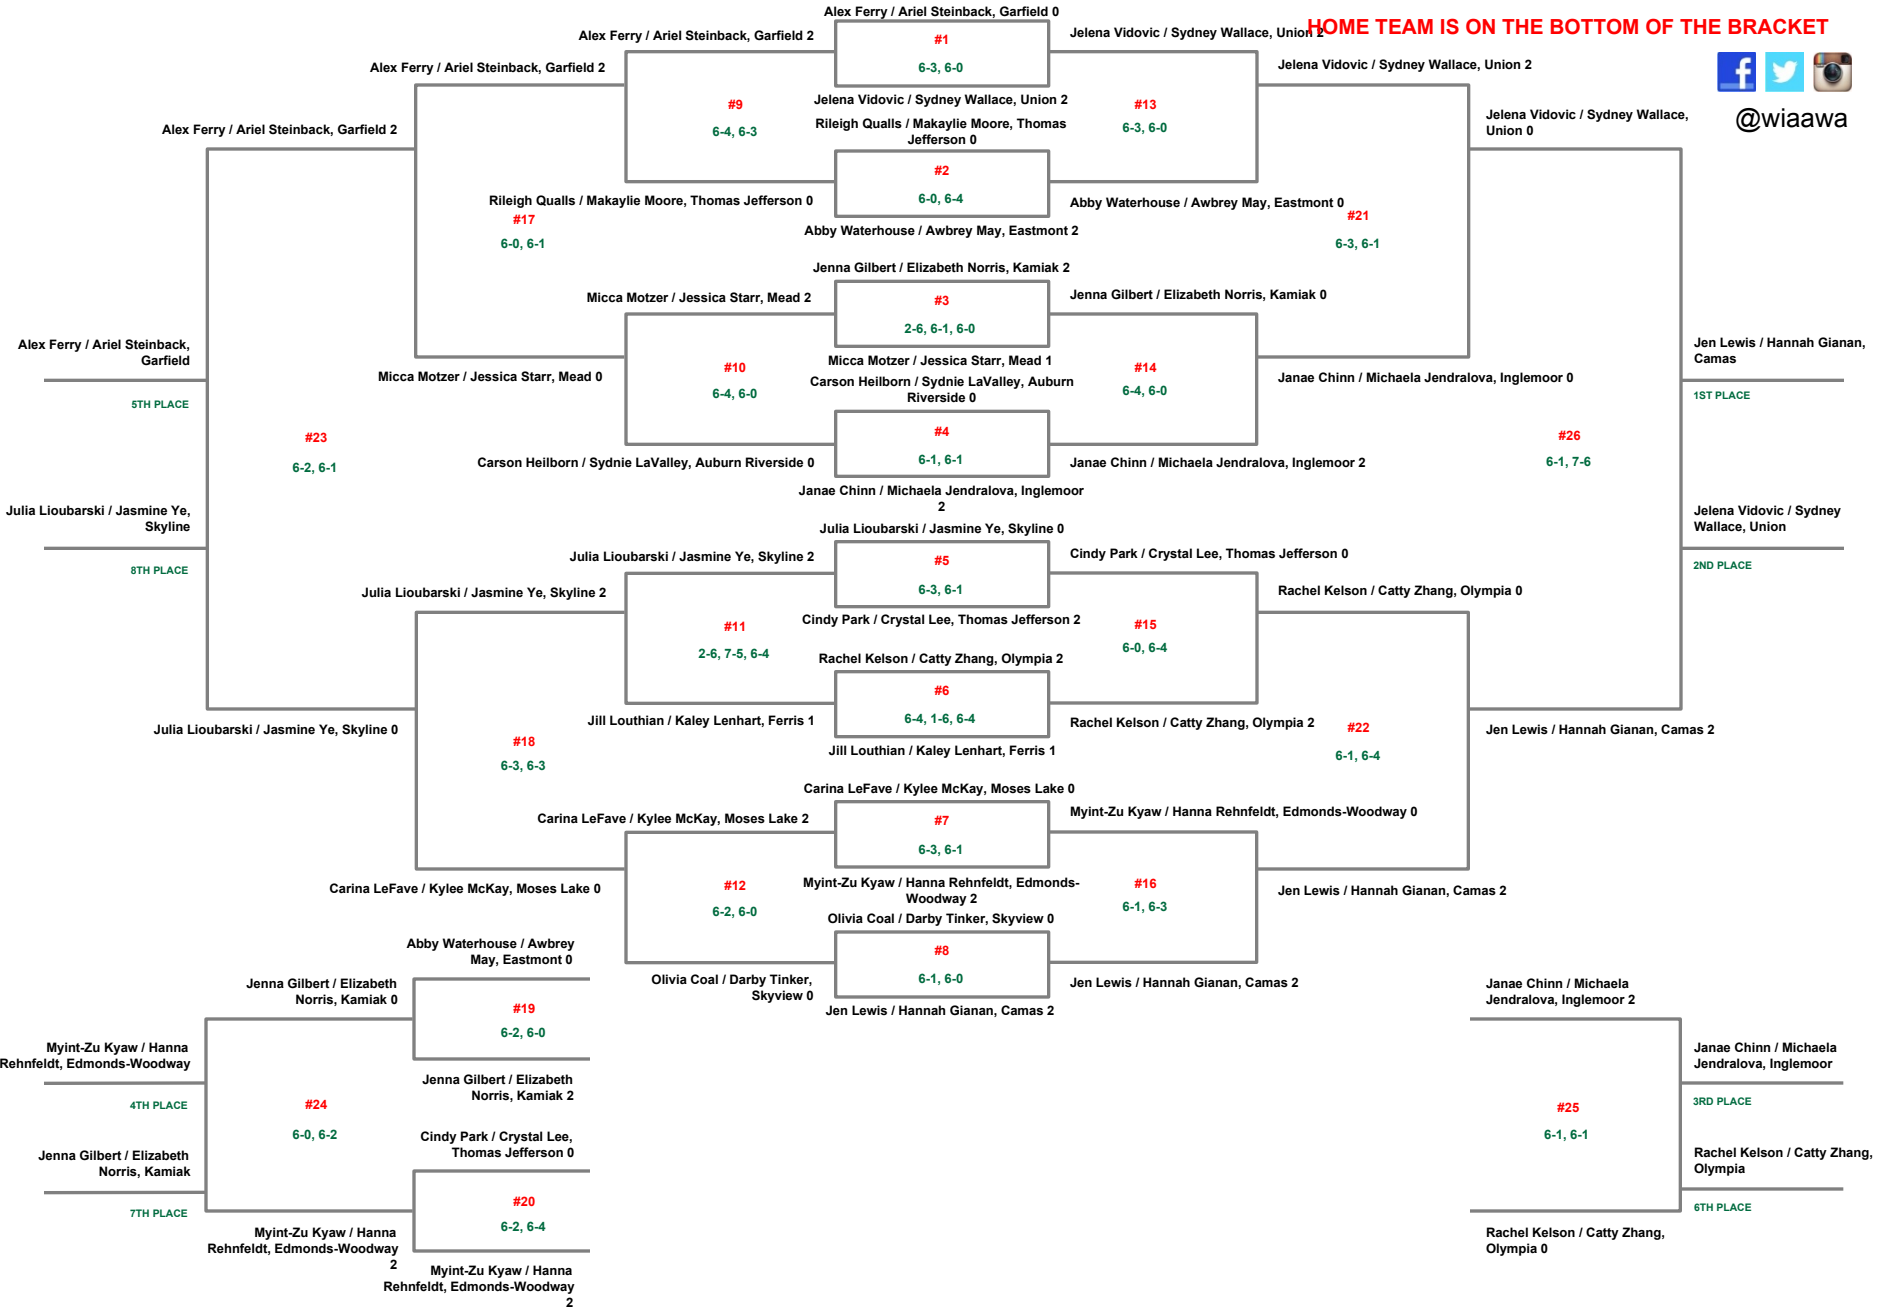 Alex Ferry / Ariel Steinback, Garfield 0
HOME TEAM IS ON THE BOTTOM OF THE BRACKET
Alex Ferry / Ariel Steinback, Garfield 2
#1
Jelena Vidovic / Sydney Wallace, Union 2
Alex Ferry / Ariel Steinback, Garfield 2
6-3, 6-0
Jelena Vidovic / Sydney Wallace, Union 2
@wiaawa
Alex Ferry / Ariel Steinback, Garfield 2
#9
6-4, 6-3
Jelena Vidovic / Sydney Wallace, Union 2
Rileigh Qualls / Makaylie Moore, Thomas
Jefferson 0
#13
6-3, 6-0
Jelena Vidovic / Sydney Wallace,
Union 0
#2
6-0, 6-4
Rileigh Qualls / Makaylie Moore, Thomas Jefferson 0
Abby Waterhouse / Awbrey May, Eastmont 0
#17
6-0, 6-1
Abby Waterhouse / Awbrey May, Eastmont 2
#21
6-3, 6-1
Jenna Gilbert / Elizabeth Norris, Kamiak 2
Micca Motzer / Jessica Starr, Mead 2
#3
2-6, 6-1, 6-0
Jenna Gilbert / Elizabeth Norris, Kamiak 0
Alex Ferry / Ariel Steinback,
Garfield
5TH PLACE
Micca Motzer / Jessica Starr, Mead 0
#10
6-4, 6-0
Micca Motzer / Jessica Starr, Mead 1
Carson Heilborn / Sydnie LaValley, Auburn
Riverside 0
#14
6-4, 6-0
Janae Chinn / Michaela Jendralova, Inglemoor 0
Jen Lewis / Hannah Gianan,
Camas
1ST PLACE
#23
6-2, 6-1
Carson Heilborn / Sydnie LaValley, Auburn Riverside 0
#4
6-1, 6-1
Janae Chinn / Michaela Jendralova, Inglemoor 2
#26
6-1, 7-6
Janae Chinn / Michaela Jendralova, Inglemoor
2
Julia Lioubarski / Jasmine Ye,
Skyline
8TH PLACE
Julia Lioubarski / Jasmine Ye, Skyline 0
Jelena Vidovic / Sydney
Wallace, Union
2ND PLACE
Julia Lioubarski / Jasmine Ye, Skyline 2
#5
6-3, 6-1
Cindy Park / Crystal Lee, Thomas Jefferson 0
Julia Lioubarski / Jasmine Ye, Skyline 2
Rachel Kelson / Catty Zhang, Olympia 0
#11
2-6, 7-5, 6-4
Cindy Park / Crystal Lee, Thomas Jefferson 2
#15
6-0, 6-4
Rachel Kelson / Catty Zhang, Olympia 2
#6
6-4, 1-6, 6-4
Julia Lioubarski / Jasmine Ye, Skyline 0
Jill Louthian / Kaley Lenhart, Ferris 1
Rachel Kelson / Catty Zhang, Olympia 2
Jen Lewis / Hannah Gianan, Camas 2
#18
6-3, 6-3
Jill Louthian / Kaley Lenhart, Ferris 1
#22
6-1, 6-4
Carina LeFave / Kylee McKay, Moses Lake 0
Carina LeFave / Kylee McKay, Moses Lake 2
#7
6-3, 6-1
Myint-Zu Kyaw / Hanna Rehnfeldt, Edmonds-Woodway 0
Carina LeFave / Kylee McKay, Moses Lake 0
#12
6-2, 6-0
Myint-Zu Kyaw / Hanna Rehnfeldt, Edmonds-
Woodway 2
Olivia Coal / Darby Tinker, Skyview 0
#16
6-1, 6-3
Jen Lewis / Hannah Gianan, Camas 2
Olivia Coal / Darby Tinker,
Skyview 0
#8
6-1, 6-0
Jen Lewis / Hannah Gianan, Camas 2
Jen Lewis / Hannah Gianan, Camas 2
Abby Waterhouse / Awbrey
May, Eastmont 0
Jenna Gilbert / Elizabeth
Norris, Kamiak 0
#19
6-2, 6-0
Jenna Gilbert / Elizabeth
Norris, Kamiak 2
Myint-Zu Kyaw / Hanna
Rehnfeldt, Edmonds-Woodway
4TH PLACE
#24
6-0, 6-2
Cindy Park / Crystal Lee,
Thomas Jefferson 0
Jenna Gilbert / Elizabeth
Norris, Kamiak
7TH PLACE
#20
6-2, 6-4
Myint-Zu Kyaw / Hanna
Rehnfeldt, Edmonds-Woodway
2
Myint-Zu Kyaw / Hanna
Rehnfeldt, Edmonds-Woodway
2
Janae Chinn / Michaela
Jendralova, Inglemoor 2
Janae Chinn / Michaela
Jendralova, Inglemoor
3RD PLACE
#25
6-1, 6-1
Rachel Kelson / Catty Zhang,
Olympia
6TH PLACE
Rachel Kelson / Catty Zhang,
Olympia 0